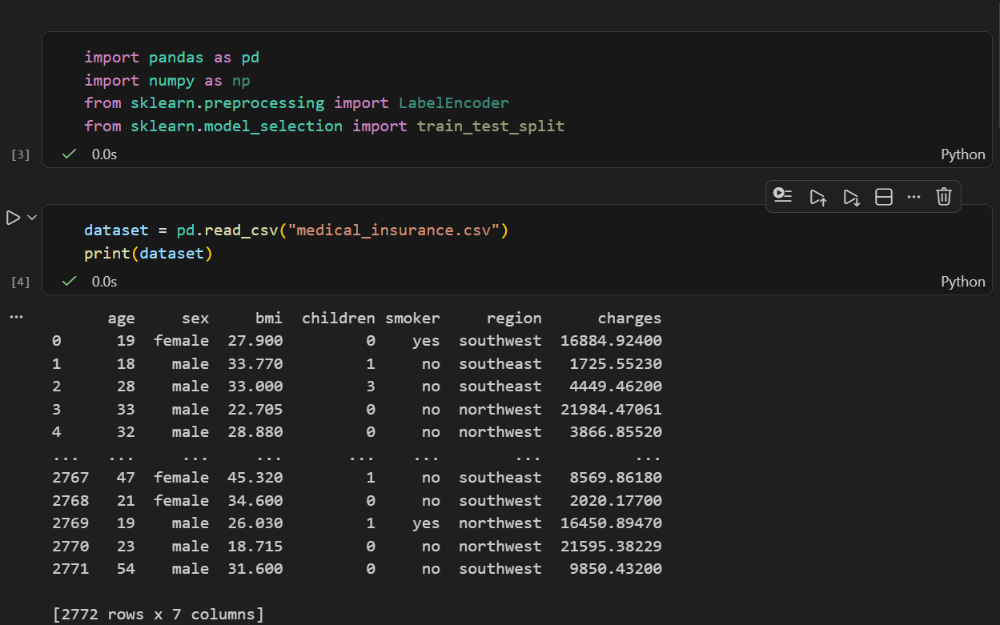 import pandas as pd
import numpy as np
from sklearn.preprocessing import LabelEncoder
from sklearn.model_selection import train_test_split
[3] 0.0s Python
dataset = pd.read_csv("medical_insurance.csv")
print(dataset)
[4] 0.0s Python
age sex bmi children smoker region charges
0 19 female 27.900 0 yes southwest 16884.92400
1 18 male 33.770 1 no southeast 1725.55230
2 28 male 33.000 3 no southeast 4449.46200
3 33 male 22.705 0 no northwest 21984.47061
4 32 male 28.880 0 no northwest 3866.85520
... ... ... ... ... ... ... ...
2767 47 female 45.320 1 no southeast 8569.86180
2768 21 female 34.600 0 no southwest 2020.17700
2769 19 male 26.030 1 yes northwest 16450.89470
2770 23 male 18.715 0 no northwest 21595.38229
2771 54 male 31.600 0 no southwest 9850.43200
[2772 rows x 7 columns]